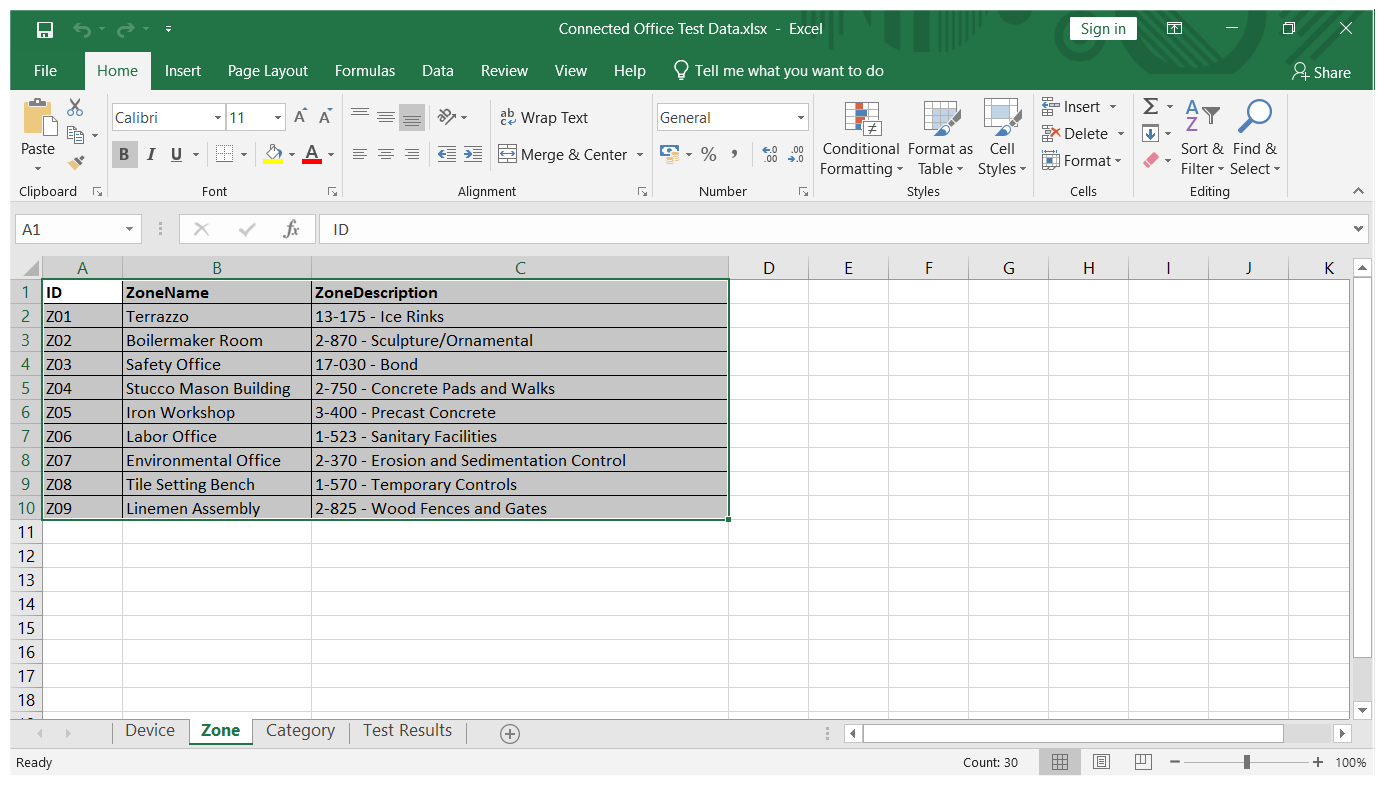 Connected Office Test Data.xlsx - Excel
Sign in
File Home Insert Page Layout Formulas Data Review View Help Tell me what you want to do Share
Calibri 11 Wrap Text General Insert
Paste B I U Merge & Center % Conditional Formatting Format as Table Cell Styles Delete Format Sort & Filter Find & Select
Clipboard Font Alignment Number Styles Cells Editing
A1 fx ID
A B C D E F G H I J K
1 ID ZoneName ZoneDescription
2 Z01 Terrazzo 13-175 - Ice Rinks
3 Z02 Boilermaker Room 2-870 - Sculpture/Ornamental
4 Z03 Safety Office 17-030 - Bond
5 Z04 Stucco Mason Building 2-750 - Concrete Pads and Walks
6 Z05 Iron Workshop 3-400 - Precast Concrete
7 Z06 Labor Office 1-523 - Sanitary Facilities
8 Z07 Environmental Office 2-370 - Erosion and Sedimentation Control
9 Z08 Tile Setting Bench 1-570 - Temporary Controls
10 Z09 Linemen Assembly 2-825 - Wood Fences and Gates
11
12
13
14
15
16
17
18
Device Zone Category Test Results
Ready Count: 30 100%